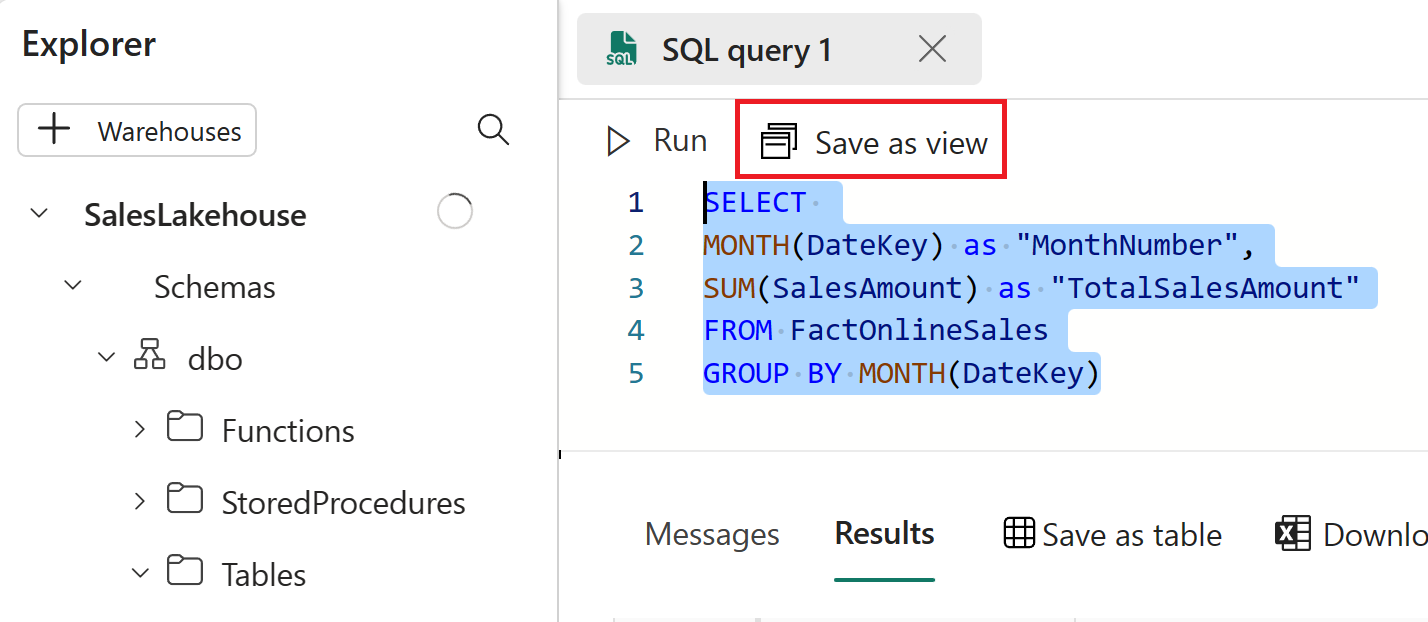 Explorer
Warehouses
SalesLakehouse
Schemas
dbo
Functions
StoredProcedures
Tables
SQL SQL query 1
Run Save as view
1 SELECT
2 MONTH(DateKey) as "MonthNumber",
3 SUM(SalesAmount) as "TotalSalesAmount"
4 FROM FactOnlineSales
5 GROUP BY MONTH(DateKey)
Messages Results Save as table X Downlo